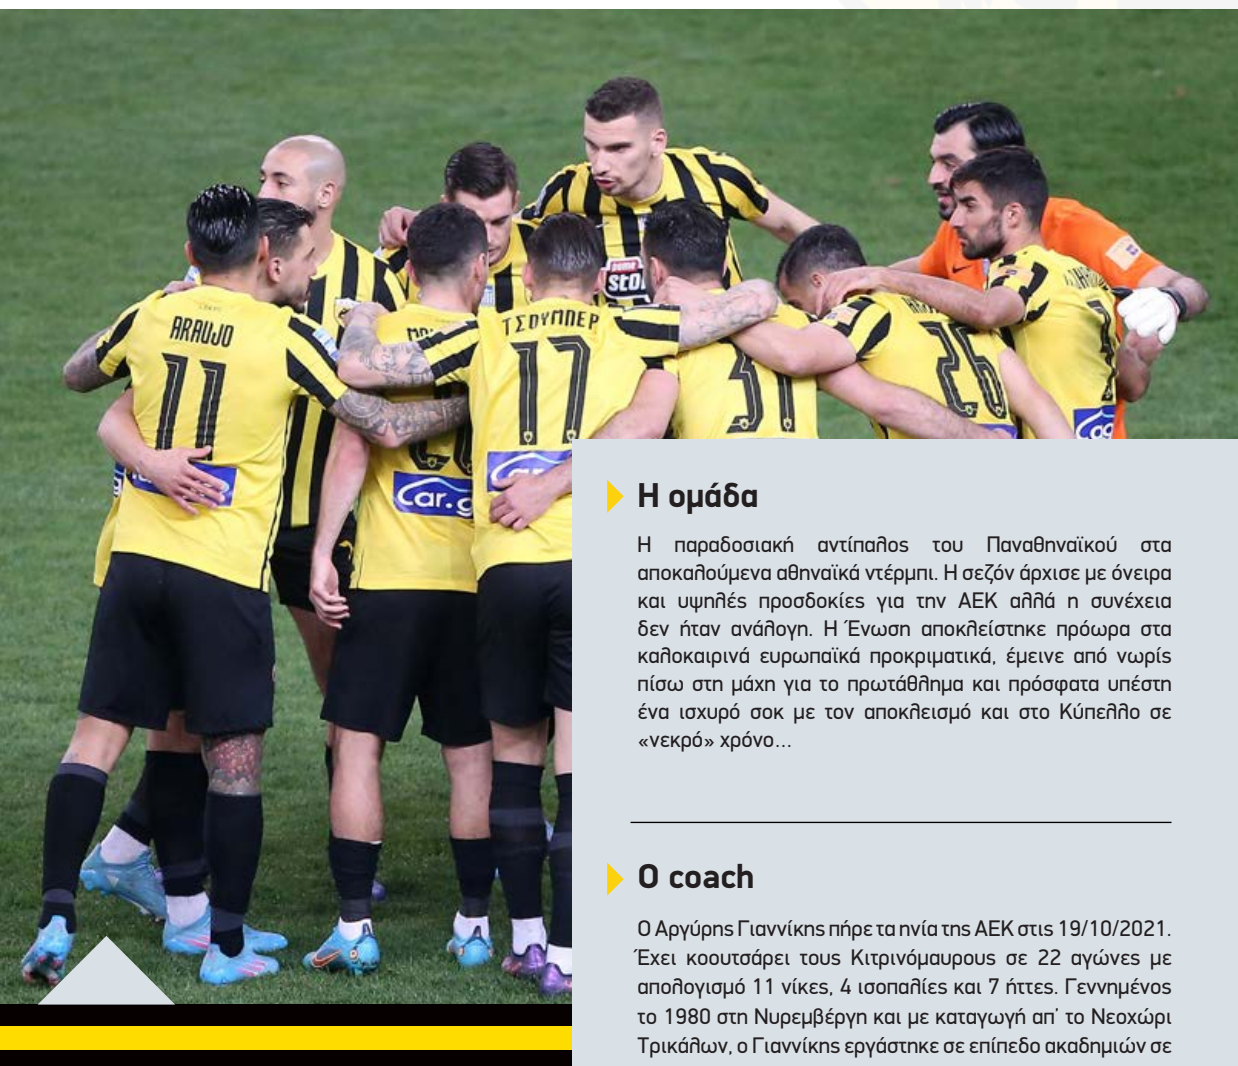 ARAUJO
11
ΤΣΟΥΜΠΕΡ
17
31
26
stoi
car.g
Η ομάδα
Η παραδοσιακή αντίπαλος του Παναθηναϊκού στα
αποκαλούμενα αθηναϊκά ντέρμπι. Η σεζόν άρχισε με όνειρα
και υψηλές προσδοκίες για την ΑΕΚ αλλά η συνέχεια
δεν ήταν ανάλογη. Η Ένωση αποκλείστηκε πρόωρα στα
καλοκαιρινά ευρωπαϊκά προκριματικά, έμεινε από νωρίς
πίσω στη μάχη για το πρωτάθλημα και πρόσφατα υπέστη
ένα ισχυρό σοκ με τον αποκλεισμό και στο Κύπελλο σε
«νεκρό» χρόνο...
Ο coach
Ο Αργύρης Γιαννίκης πήρε τα ηνία της ΑΕΚ στις 19/10/2021.
Έχει κοουτσάρει τους Κιτρινόμαυρους σε 22 αγώνες με
απολογισμό 11 νίκες, 4 ισοπαλίες και 7 ήττες. Γεννημένος
το 1980 στη Νυρεμβέργη και με καταγωγή απ' το Νεοχώρι
Τρικάλων, ο Γιαννίκης εργάστηκε σε επίπεδο ακαδημιών σε